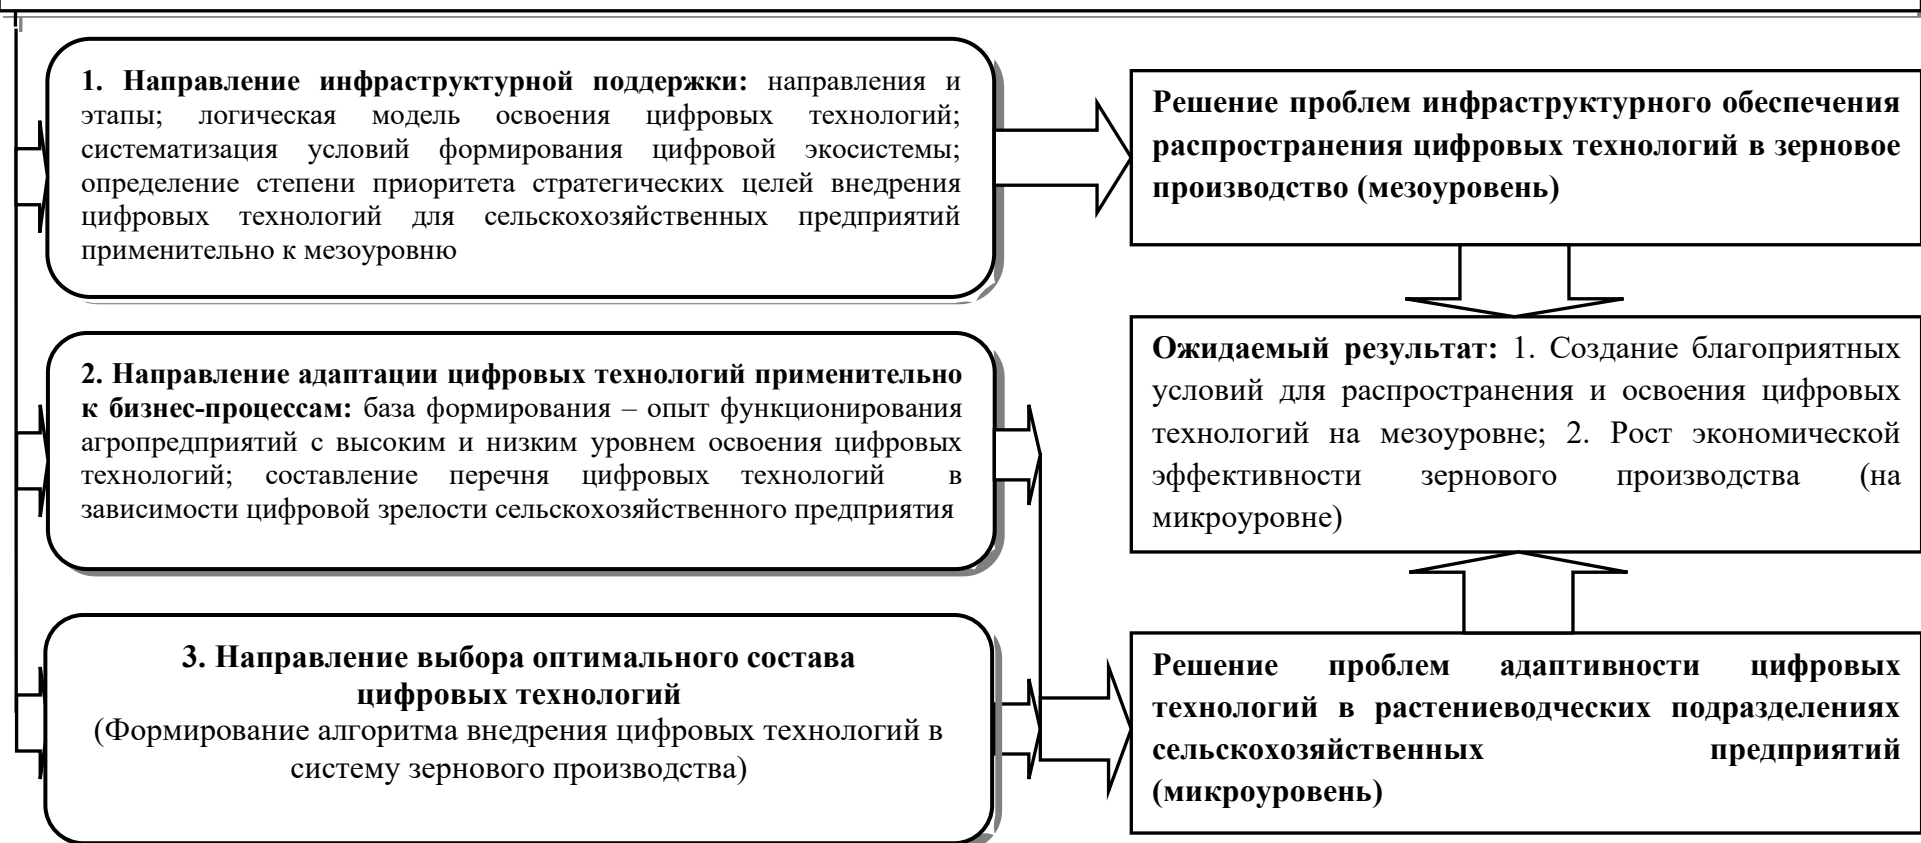 1. Направление инфраструктурной поддержки: направления и
этапы; логическая модель освоения цифровых технологий;
систематизация условий формирования цифровой экосистемы;
определение степени приоритета стратегических целей внедрения
цифровых технологий для сельскохозяйственных предприятий
применительно к мезоуровню
Решение проблем инфраструктурного обеспечения
распространения цифровых технологий в зерновое
производство (мезоуровень)
2. Направление адаптации цифровых технологий применительно
к бизнес-процессам: база формирования – опыт функционирования
агропредприятий с высоким и низким уровнем освоения цифровых
технологий; составление перечня цифровых технологий в
зависимости цифровой зрелости сельскохозяйственного предприятия
Ожидаемый результат: 1. Создание благоприятных
условий для распространения и освоения цифровых
технологий на мезоуровне; 2. Рост экономической
эффективности зернового производства (на
микроуровне)
3. Направление выбора оптимального состава
цифровых технологий
(Формирование алгоритма внедрения цифровых технологий в
систему зернового производства)
Решение проблем адаптивности цифровых
технологий в растениеводческих подразделениях
сельскохозяйственных предприятий
(микроуровень)